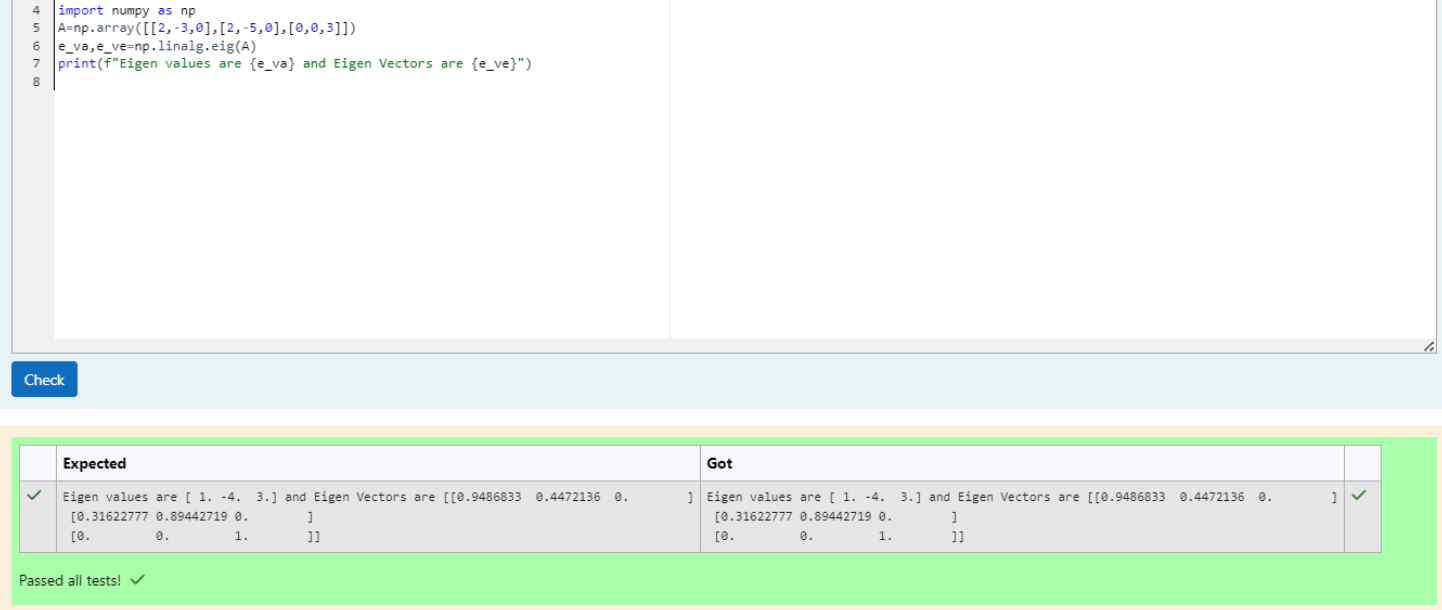 4 import numpy as np
5 A=np.array([[2,-3,0],[2,-5,0],[0,0,3]])
6 e_va,e_ve=np.linalg.eig(A)
7 print(f"Eigen values are {e_va} and Eigen Vectors are {e_ve}")
8
Check
Expected Got
Eigen values are [ 1. -4.  3.] and Eigen Vectors are [[0.9486833  0.4472136  0.        ] Eigen values are [ 1. -4.  3.] and Eigen Vectors are [[0.9486833  0.4472136  0.        ]
[0.31622777 0.89442719 0.        ] [0.31622777 0.89442719 0.        ]
[0.         0.         1.        ]] [0.         0.         1.        ]]
Passed all tests! ✓